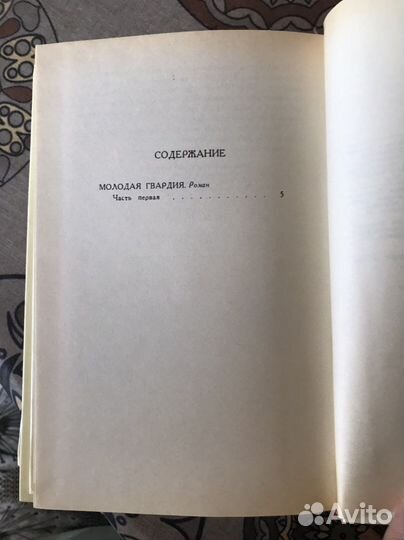 СОДЕРЖАНИЕ
МОЛОДАЯ ГВАРДИЯ. Роман
Часть первая . . . . . . . . . . . 5
Avito